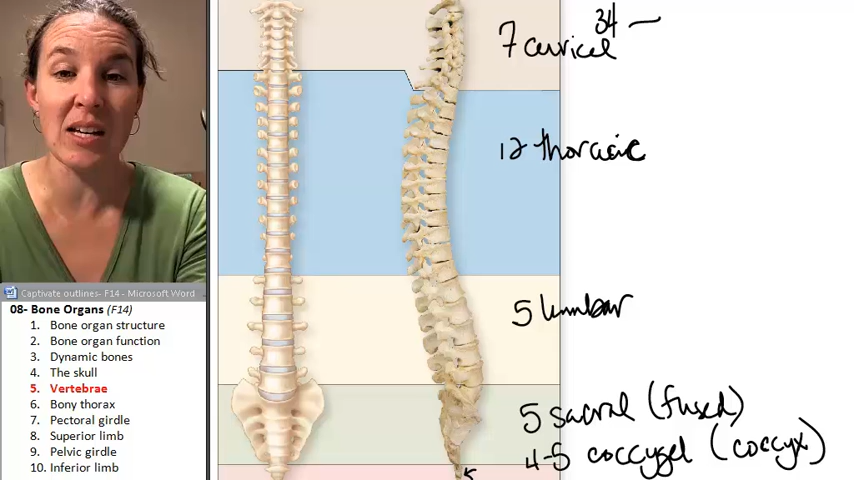 34 —
7 cervical
12 thoracic
5 lumbar
5 sacral (fused)
4-5 coccygel (coccyx)
5
Captivate outlines- F14 - Microsoft Word
08- Bone Organs (F14)
1. Bone organ structure
2. Bone organ function
3. Dynamic bones
4. The skull
5. Vertebrae
6. Bony thorax
7. Pectoral girdle
8. Superior limb
9. Pelvic girdle
10. Inferior limb